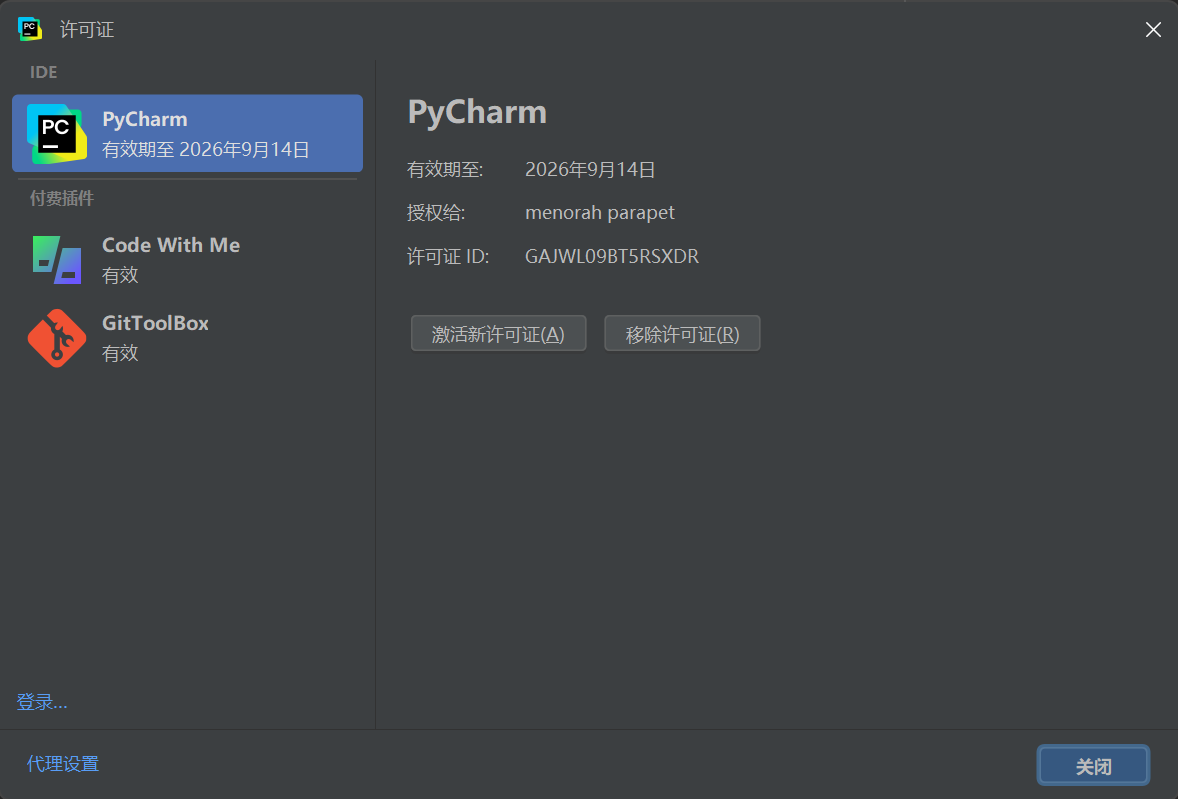 PC
许可证
IDE
PC
PyCharm
有效期至 2026年9月14日
付费插件
Code With Me
有效
GitToolBox
有效
登录...
PyCharm
有效期至: 2026年9月14日
授权给: menorah parapet
许可证 ID: GAJWL09BT5RSXDR
激活新许可证(A) 移除许可证(R)
代理设置
关闭